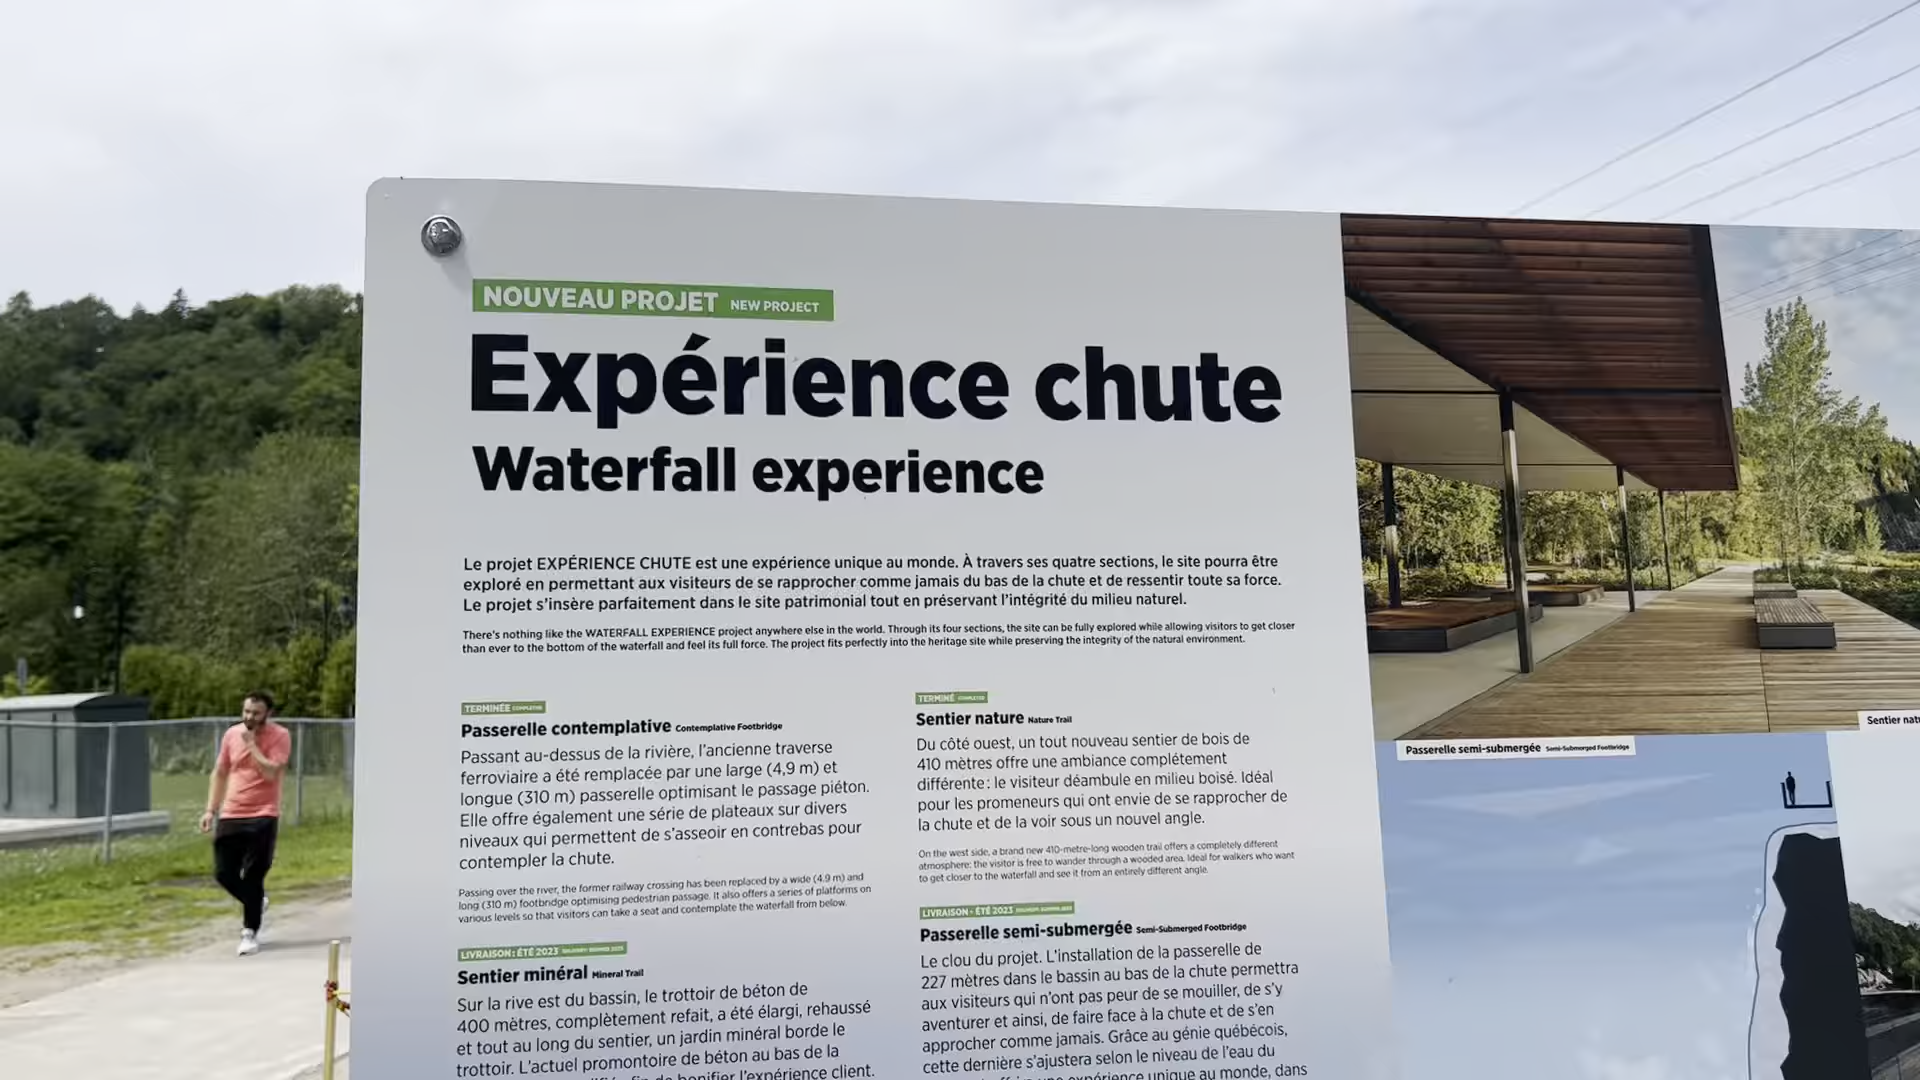 NOUVEAU PROJET NEW PROJECT
Expérience chute
Waterfall experience
Le projet EXPÉRIENCE CHUTE est une expérience unique au monde. À travers ses quatre sections, le site pourra être
exploré en permettant aux visiteurs de se rapprocher comme jamais du bas de la chute et de ressentir toute sa force.
Le projet s'insère parfaitement dans le site patrimonial tout en préservant l'intégrité du milieu naturel.
There's nothing like the WATERFALL EXPERIENCE project anywhere else in the world. Through its four sections, the site can be fully explored while allowing visitors to get closer
than ever to the bottom of the waterfall and feel its full force. The project fits perfectly into the heritage site while preserving the integrity of the natural environment.
TERMINÉE COMPLETED
Passerelle contemplative Contemplative Footbridge
Passant au-dessus de la rivière, l'ancienne traverse
ferroviaire a été remplacée par une large (4,9 m) et
longue (310 m) passerelle optimisant le passage piéton.
Elle offre également une série de plateaux sur divers
niveaux qui permettent de s'asseoir en contrebas pour
contempler la chute.
Passing over the river, the former railway crossing has been replaced by a wide (4.9 m) and
long (310 m) footbridge optimising pedestrian passage. It also offers a series of platforms on
various levels so that visitors can take a seat and contemplate the waterfall from below.
LIVRAISON : ÉTÉ 2023 DELIVERY: SUMMER 2023
Sentier minéral Mineral Trail
Sur la rive est du bassin, le trottoir de béton de
400 mètres, complètement refait, a été élargi, rehaussé
et tout au long du sentier, un jardin minéral borde le
trottoir. L'actuel promontoire de béton au bas de la
fin de bonifier l'expérience client.
TERMINÉ COMPLETED
Sentier nature Nature Trail
Du côté ouest, un tout nouveau sentier de bois de
410 mètres offre une ambiance complétement
différente : le visiteur déambule en milieu boisé. Idéal
pour les promeneurs qui ont envie de se rapprocher de
la chute et de la voir sous un nouvel angle.
On the west side, a brand new 410-metre-long wooden trail offers a completely different
atmosphere: the visitor is free to wander through a wooded area. Ideal for walkers who want
to get closer to the waterfall and see it from an entirely different angle.
LIVRAISON - ÉTÉ 2023 DELIVERY: SUMMER 2023
Passerelle semi-submergée Semi-Submerged Footbridge
Le clou du projet. L'installation de la passerelle de
227 mètres dans le bassin au bas de la chute permettra
aux visiteurs qui n'ont pas peur de se mouiller, de s'y
aventurer et ainsi, de faire face à la chute et de s'en
approcher comme jamais. Grâce au génie québécois,
cette dernière s'ajustera selon le niveau de l'eau du
une expérience unique au monde, dans
Sentier
Passerelle semi-submergée Semi-Submerged Footbridge